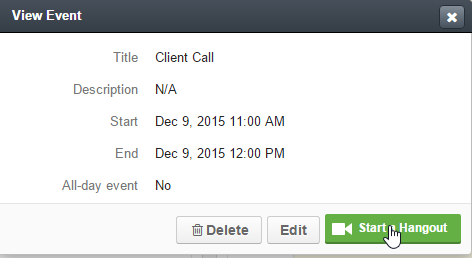 View Event
Title Client Call
Description N/A
Start Dec 9, 2015 11:00 AM
End Dec 9, 2015 12:00 PM
All-day event No
Delete Edit Start a Hangout